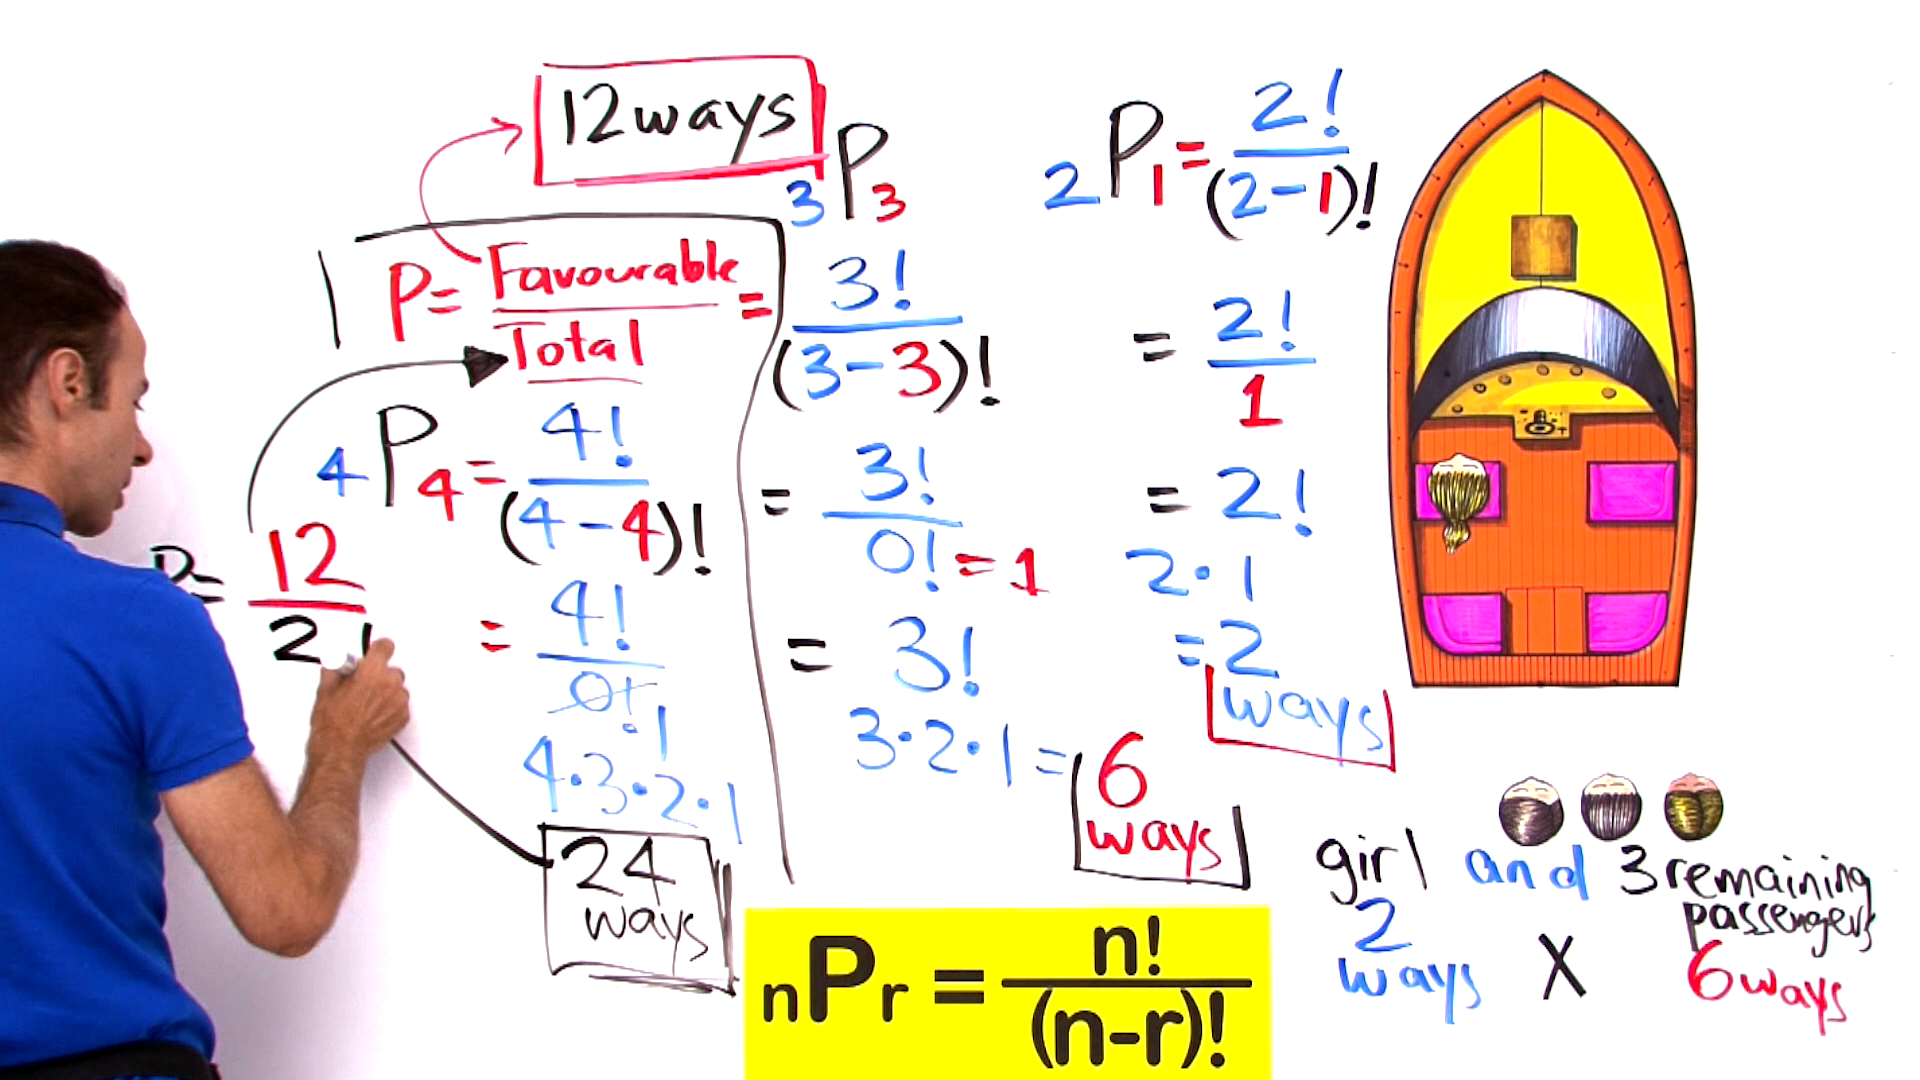 12ways
P = Favourable / Total =
4P4 = 4! / (4-4)!
= 4! / 0! 1
4·3·2·1
24
ways
P= 12 / 2
3P3
3! / (3-3)!
= 3! / 0! = 1
= 3!
3·2·1 = 6
ways
2P1 = 2! / (2-1)!
= 2! / 1
= 2!
2·1
= 2
ways
girl and 3 remaining
passengers
2
ways X 6 ways
nPr = n! / (n-r)!